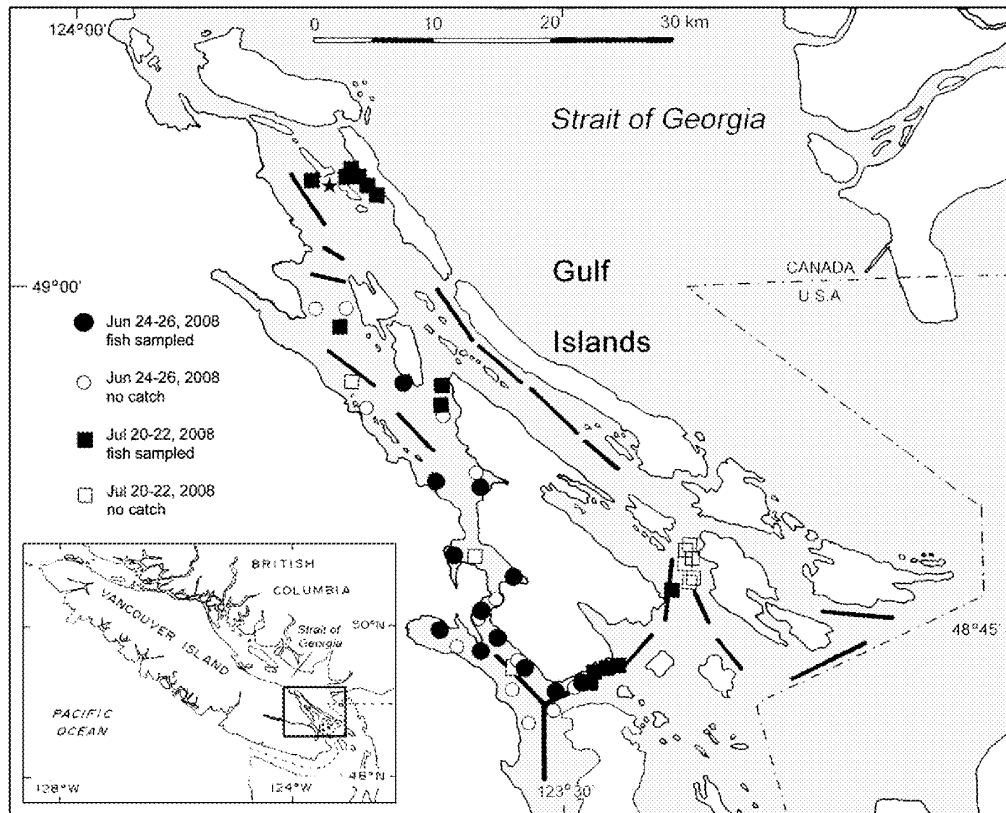 124°00'
0 10 20 30 km
Strait of Georgia
Gulf
Islands
CANADA
U.S.A
49°00'
Jun 24-26, 2008
fish sampled
Jun 24-26, 2008
no catch
Jul 20-22, 2008
fish sampled
Jul 20-22, 2008
no catch
48°45'
123°30'
BRITISH
COLUMBIA
VANCOUVER ISLAND
Strait of
Georgia
50°N
PACIFIC
OCEAN
48°N
128°W
124°W